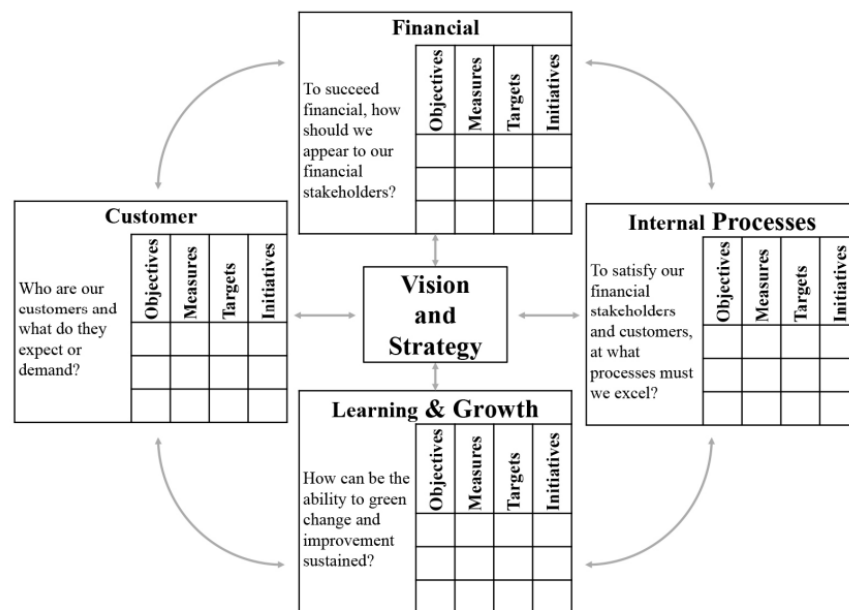 Financial
To succeed
financial, how
should we
appear to our
financial
stakeholders?
Objectives
Measures
Targets
Initiatives
Customer
Who are our
customers and
what do they
expect or
demand?
Objectives
Measures
Targets
Initiatives
Vision
and
Strategy
Internal Processes
To satisfy our
financial
stakeholders
and customers,
at what
processes must
we excel?
Objectives
Measures
Targets
Initiatives
Learning & Growth
How can be the
ability to green
change and
improvement
sustained?
Objectives
Measures
Targets
Initiatives